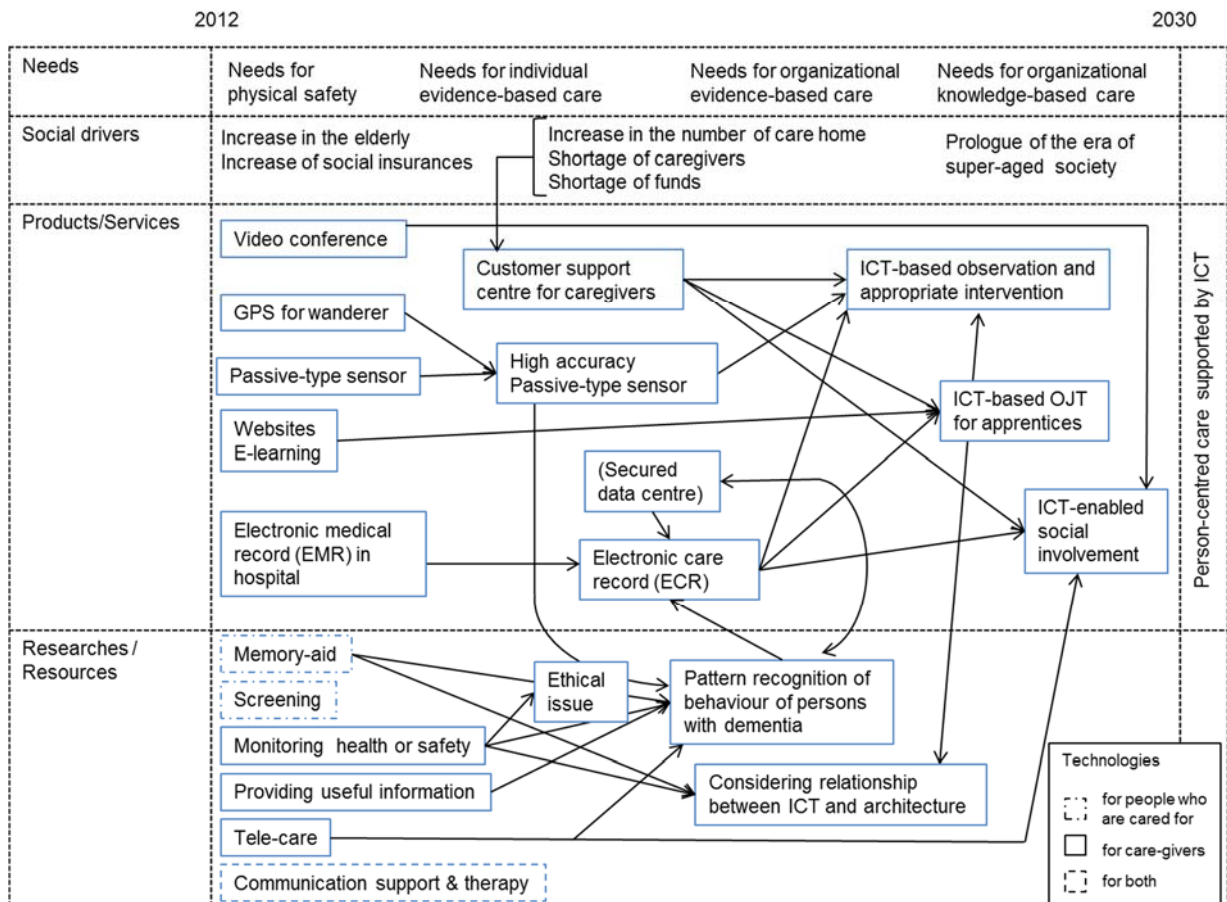 2012
2030
Needs
Needs for
physical safety
Needs for individual
evidence-based care
Needs for organizational
evidence-based care
Needs for organizational
knowledge-based care
Social drivers
Increase in the elderly
Increase of social insurances
Increase in the number of care home
Shortage of caregivers
Shortage of funds
Prologue of the era of
super-aged society
Products/Services
Video conference
Customer support
centre for caregivers
ICT-based observation and
appropriate intervention
GPS for wanderer
High accuracy
Passive-type sensor
Passive-type sensor
ICT-based OJT
for apprentices
Websites
E-learning
(Secured
data centre)
ICT-enabled
social
involvement
Electronic medical
record (EMR) in
hospital
Electronic care
record (ECR)
Person-centred care supported by ICT
Researches /
Resources
Memory-aid
Screening
Ethical
issue
Pattern recognition of
behaviour of persons
with dementia
Monitoring health or safety
Providing useful information
Considering relationship
between ICT and architecture
Tele-care
Communication support & therapy
Technologies
for people who
are cared for
for care-givers
for both